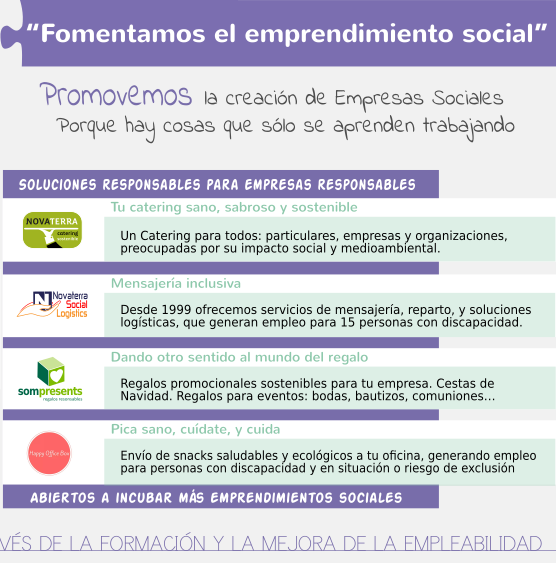 “Fomentamos el emprendimiento social”
Promovemos la creación de Empresas Sociales
Porque hay cosas que sólo se aprenden trabajando
SOLUCIONES RESPONSABLES PARA EMPRESAS RESPONSABLES
Tu catering sano, sabroso y sostenible
NOVATERRA
catering
sostenible
Un Catering para todos: particulares, empresas y organizaciones,
preocupadas por su impacto social y medioambiental.
Mensajería inclusiva
Novaterra
Social
Logistics
Desde 1999 ofrecemos servicios de mensajería, reparto, y soluciones
logísticas, que generan empleo para 15 personas con discapacidad.
Dando otro sentido al mundo del regalo
sompresents
regalos responsables
Regalos promocionales sostenibles para tu empresa. Cestas de
Navidad. Regalos para eventos: bodas, bautizos, comuniones...
Pica sano, cuídate, y cuida
Happy Office Box
Envío de snacks saludables y ecológicos a tu oficina, generando empleo
para personas con discapacidad y en situación o riesgo de exclusión
ABIERTOS A INCUBAR MÁS EMPRENDIMIENTOS SOCIALES
VÉS DE LA FORMACIÓN Y LA MEJORA DE LA EMPLEABILIDAD